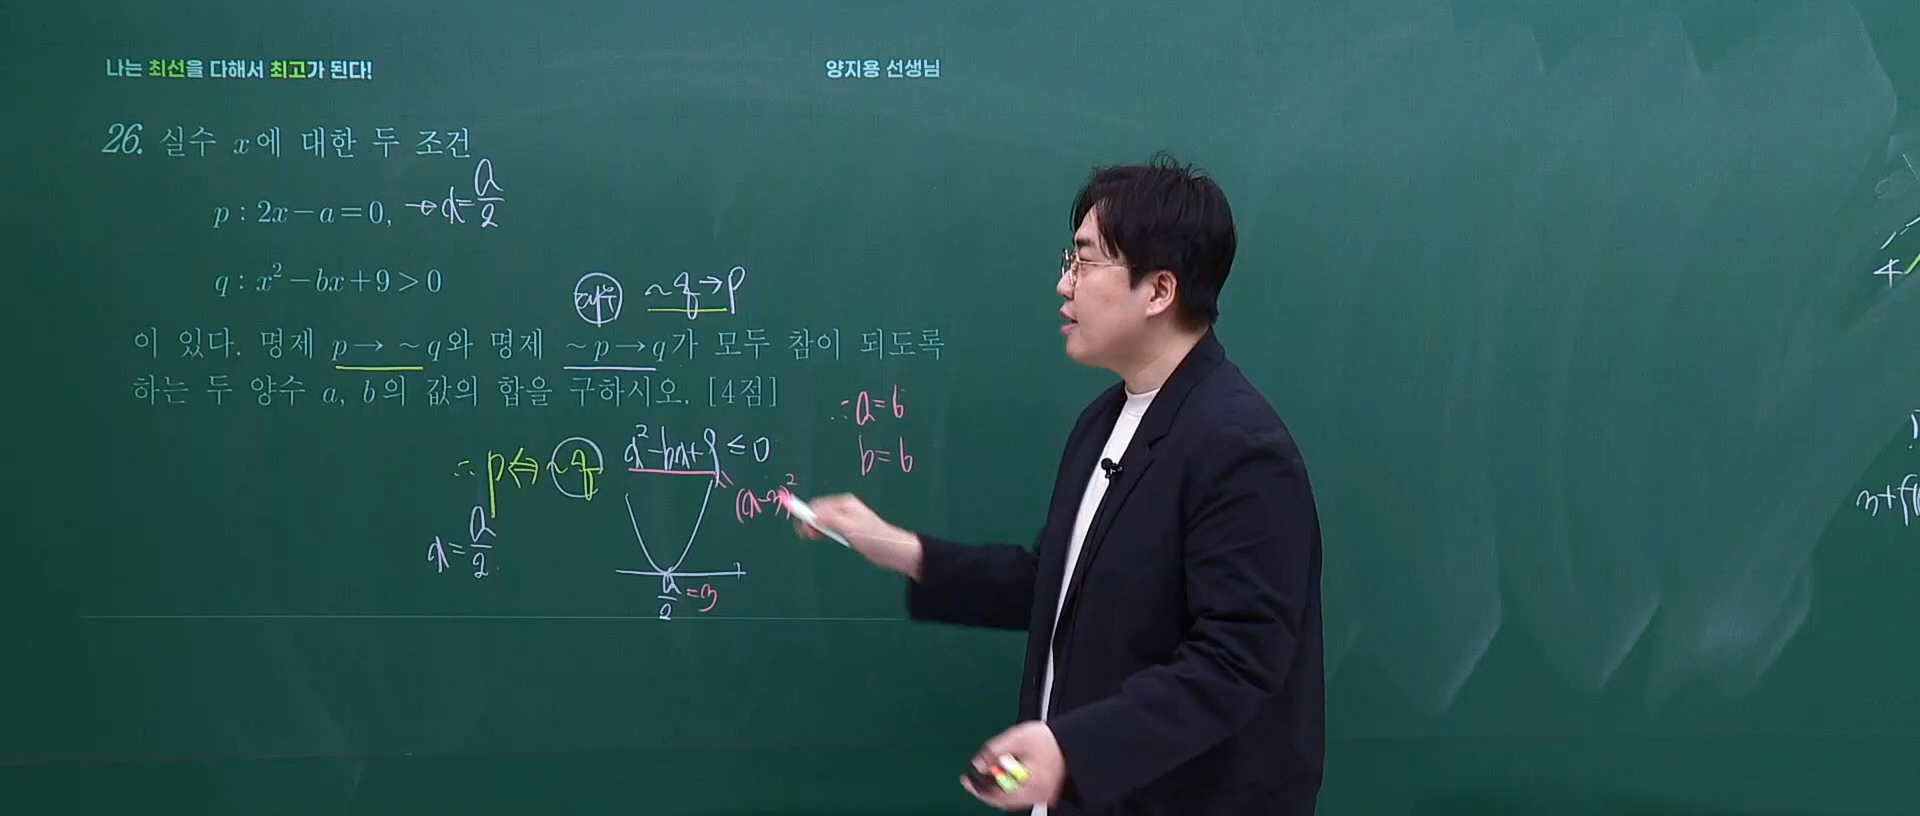 나는 최선을 다해서 최고가 된다!
양지용 선생님
26. 실수 x에 대한 두 조건
p : 2x-a=0, → x=a/2
q : x²-bx+9>0
대우 ~q→p
이 있다. 명제 p→ ~q와 명제 ~p→q가 모두 참이 되도록
하는 두 양수 a, b의 값의 합을 구하시오. [4점]
∴ a=6
b=6
∴ p⇔~q x²-bx+9≤0
(x-3)²
x=a/2
a/2=3
4